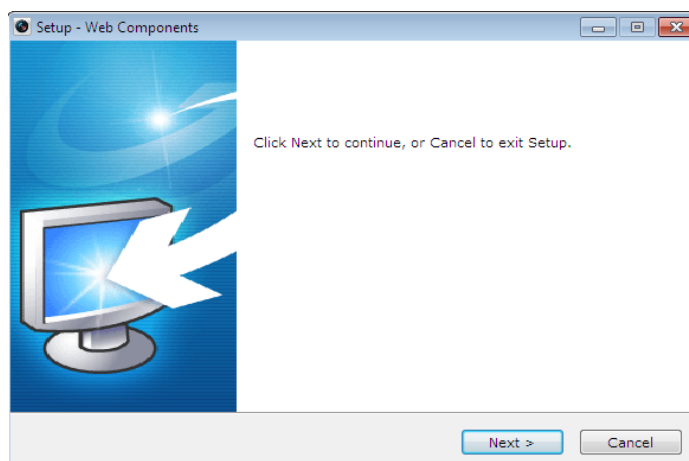 Setup - Web Components
Click Next to continue, or Cancel to exit Setup.
Next >
Cancel